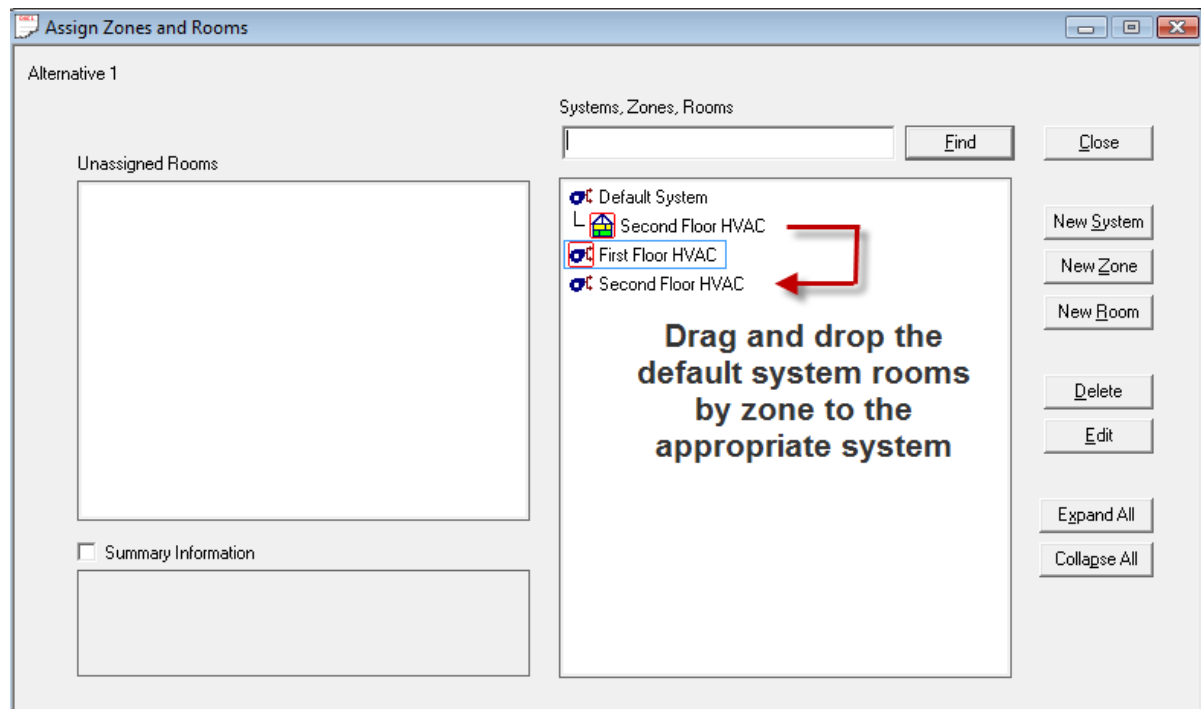 Assign Zones and Rooms
Alternative 1
Systems, Zones, Rooms
Find
Close
Unassigned Rooms
Default System
Second Floor HVAC
First Floor HVAC
Second Floor HVAC
New System
New Zone
New Room
Drag and drop the
default system rooms
by zone to the
appropriate system
Delete
Edit
Expand All
Collapse All
Summary Information